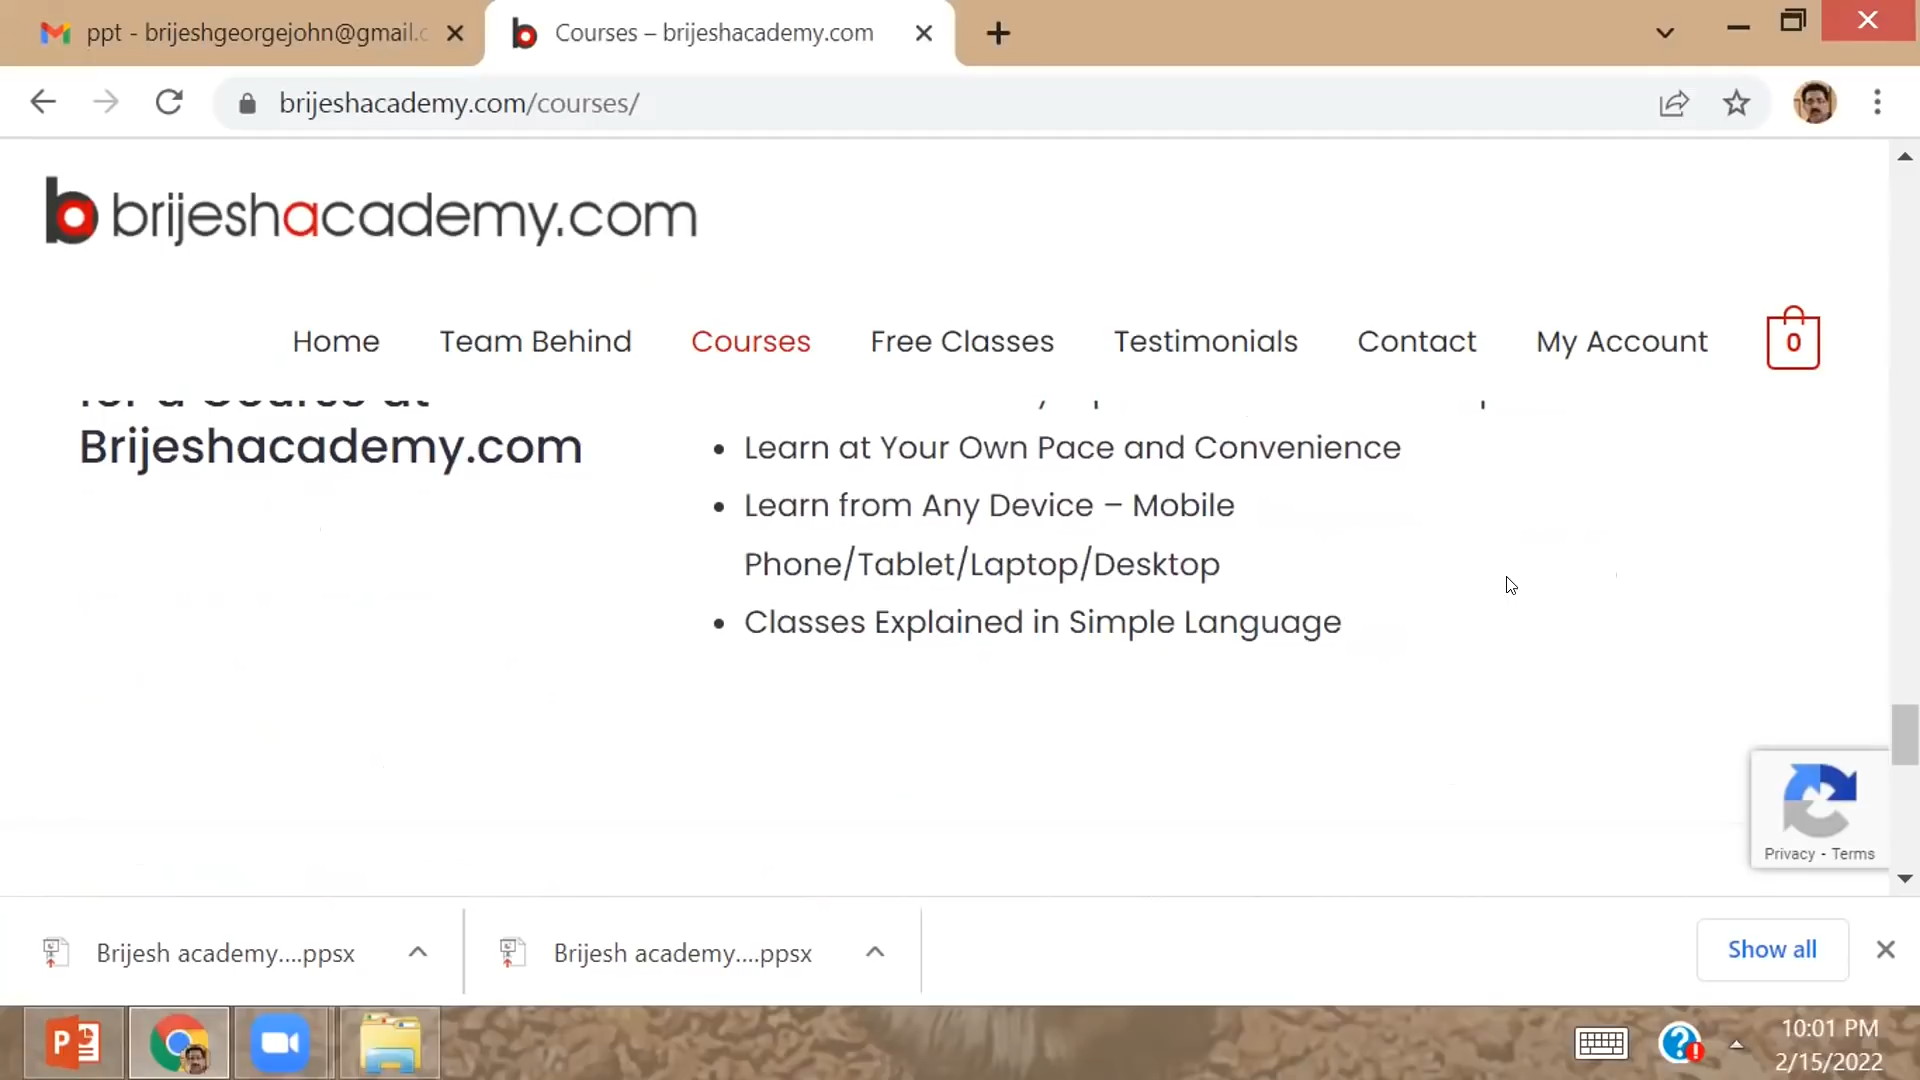 ppt - brijeshgeorgejohn@gmail.c
Courses – brijeshacademy.com
brijeshacademy.com/courses/
brijeshacademy.com
Home
Team Behind
Courses
Free Classes
Testimonials
Contact
My Account
0
for a Course at
Brijeshacademy.com
Learn at Your Own Pace and Convenience
Learn from Any Device – Mobile
Phone/Tablet/Laptop/Desktop
Classes Explained in Simple Language
Privacy - Terms
Brijesh academy....ppsx
Brijesh academy....ppsx
Show all
10:01 PM
2/15/2022